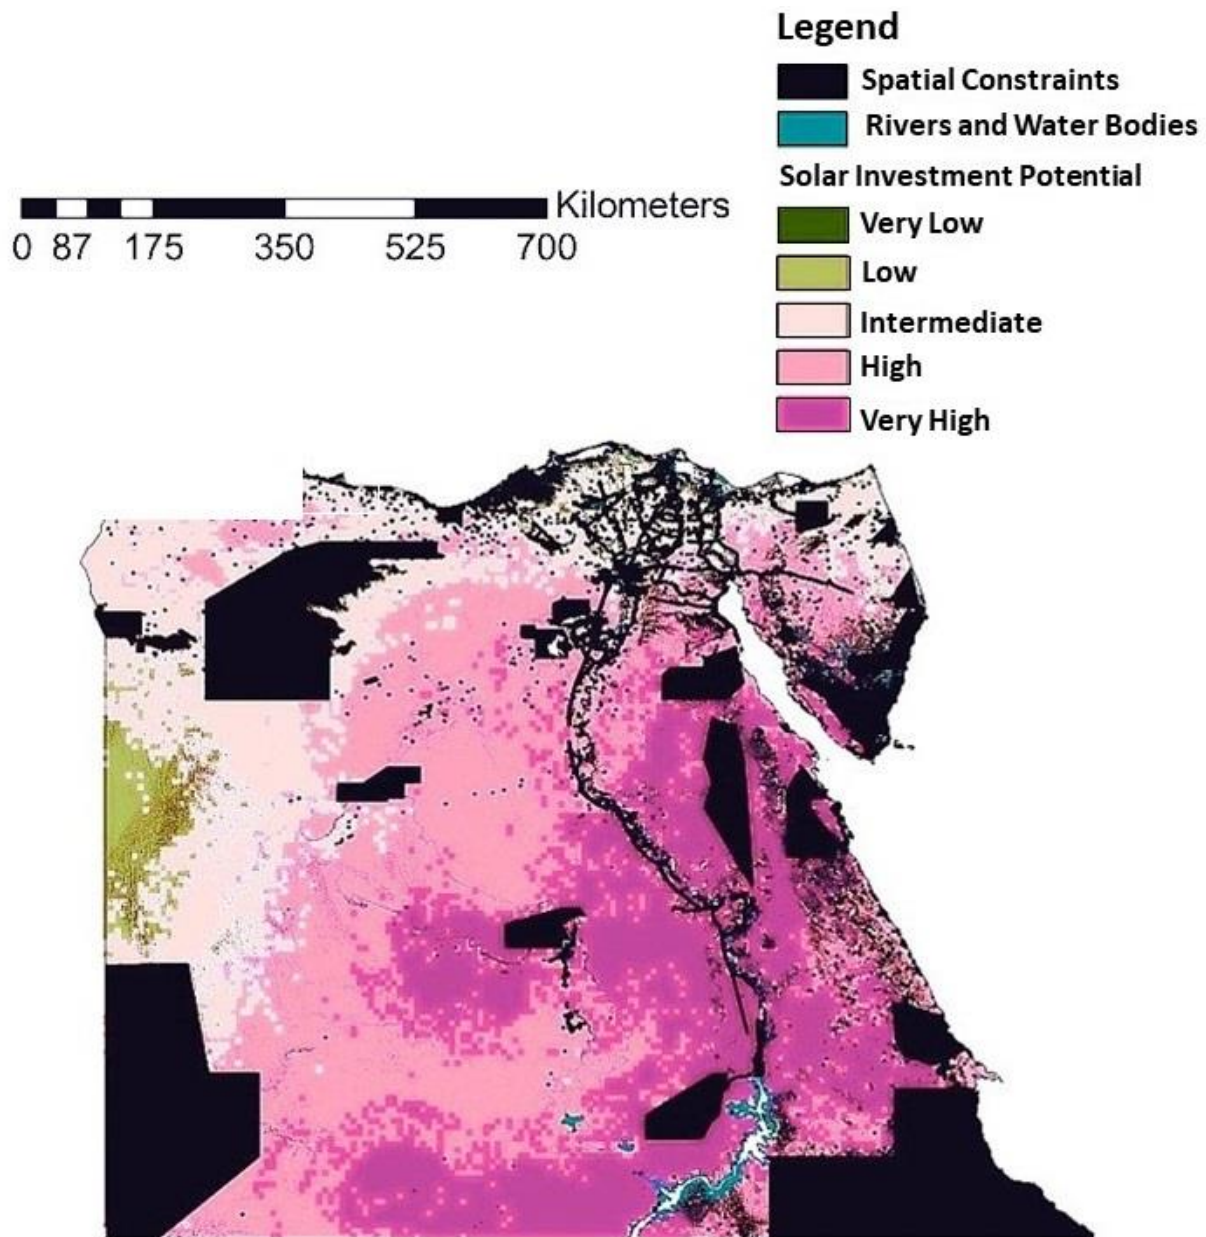 Legend
Spatial Constraints
Rivers and Water Bodies
Solar Investment Potential
Very Low
Low
Intermediate
High
Very High
Kilometers
0 87 175 350 525 700